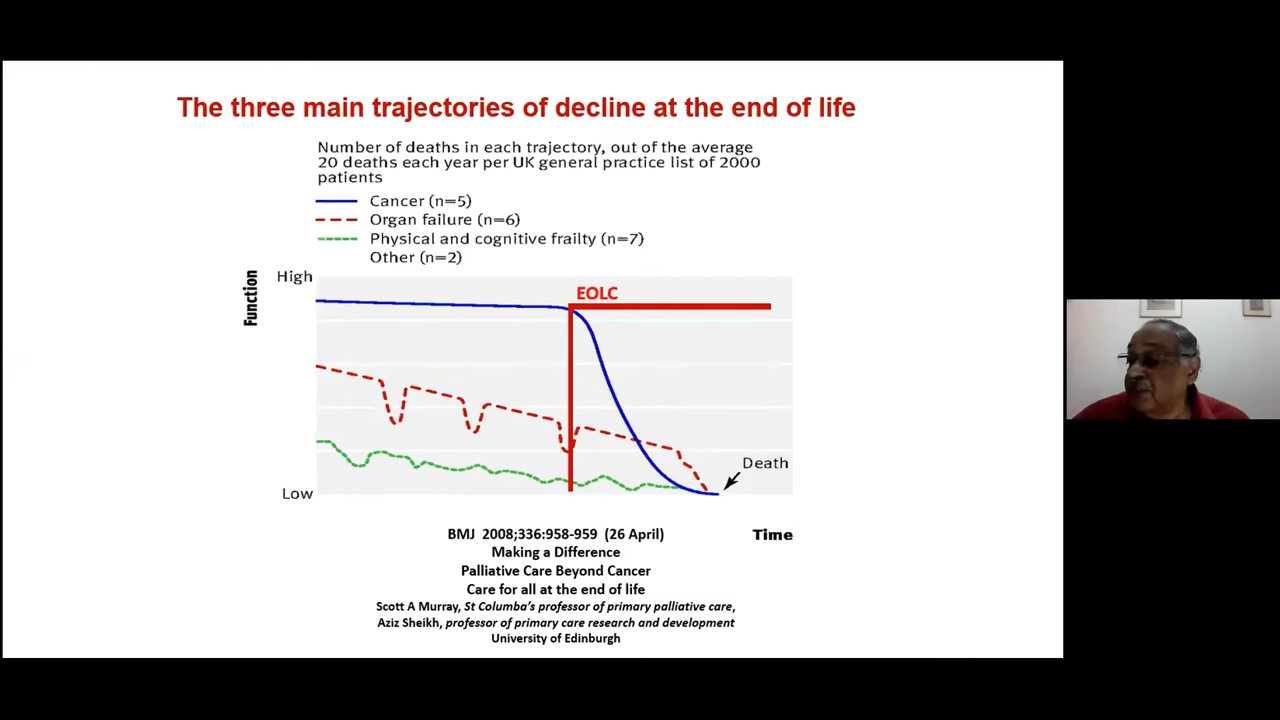 The three main trajectories of decline at the end of life
Number of deaths in each trajectory, out of the average
20 deaths each year per UK general practice list of 2000
patients
Cancer (n=5)
Organ failure (n=6)
Physical and cognitive frailty (n=7)
Other (n=2)
High
Function
EOLC
Death
Low
Time
BMJ 2008;336:958-959 (26 April)
Making a Difference
Palliative Care Beyond Cancer
Care for all at the end of life
Scott A Murray, St Columba's professor of primary palliative care,
Aziz Sheikh, professor of primary care research and development
University of Edinburgh